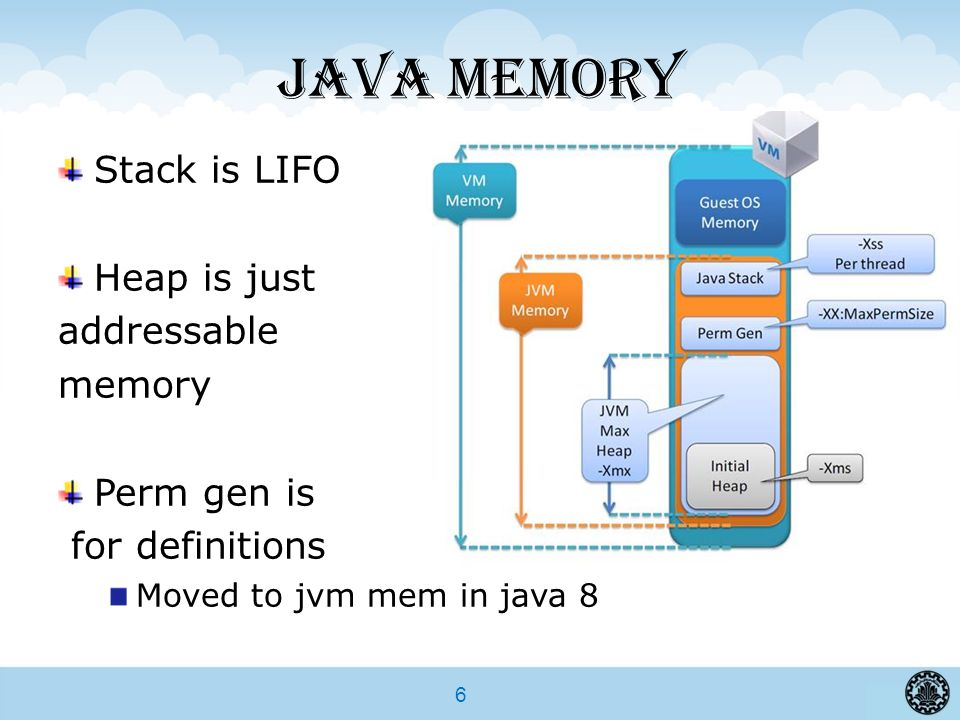 JAVA MEMORY
Stack is LIFO
Heap is just
addressable
memory
Perm gen is
for definitions
Moved to jvm mem in java 8
VM
VM
Memory
Guest OS
Memory
-Xss
Per thread
Java Stack
JVM
Memory
-XX:MaxPermSize
Perm Gen
JVM
Max
Heap
-Xmx
Initial
Heap
-Xms
6